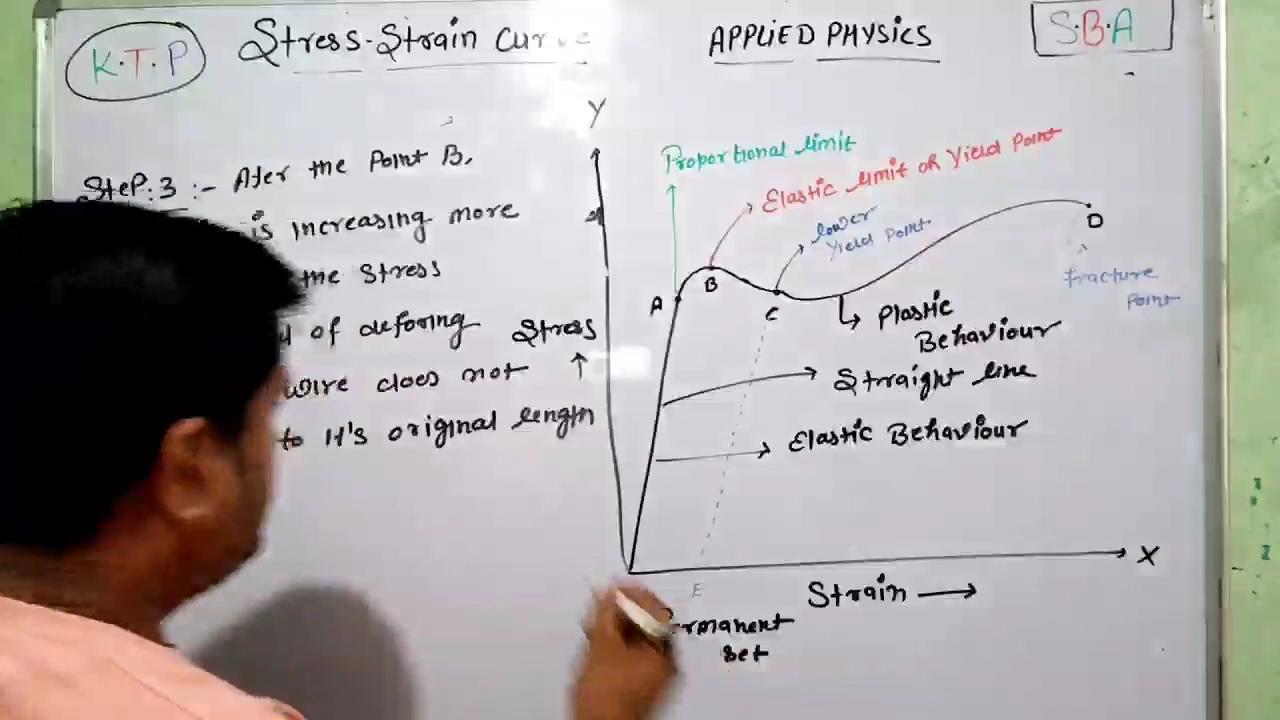 K.T.P
Stress-Strain Curve
APPLIED PHYSICS
S.B.A
SteP:3 :- After the Point B,
is increasing more
the Stress
of deforing
wire does not
to It's original length
Y
Stress
↑
Proportional limit
Elastic limit or Yield Point
lower
Yield Point
A
B
C
D
fracture
Point
Plastic
Behaviour
Straight line
Elastic Behaviour
X
E
Strain →
set